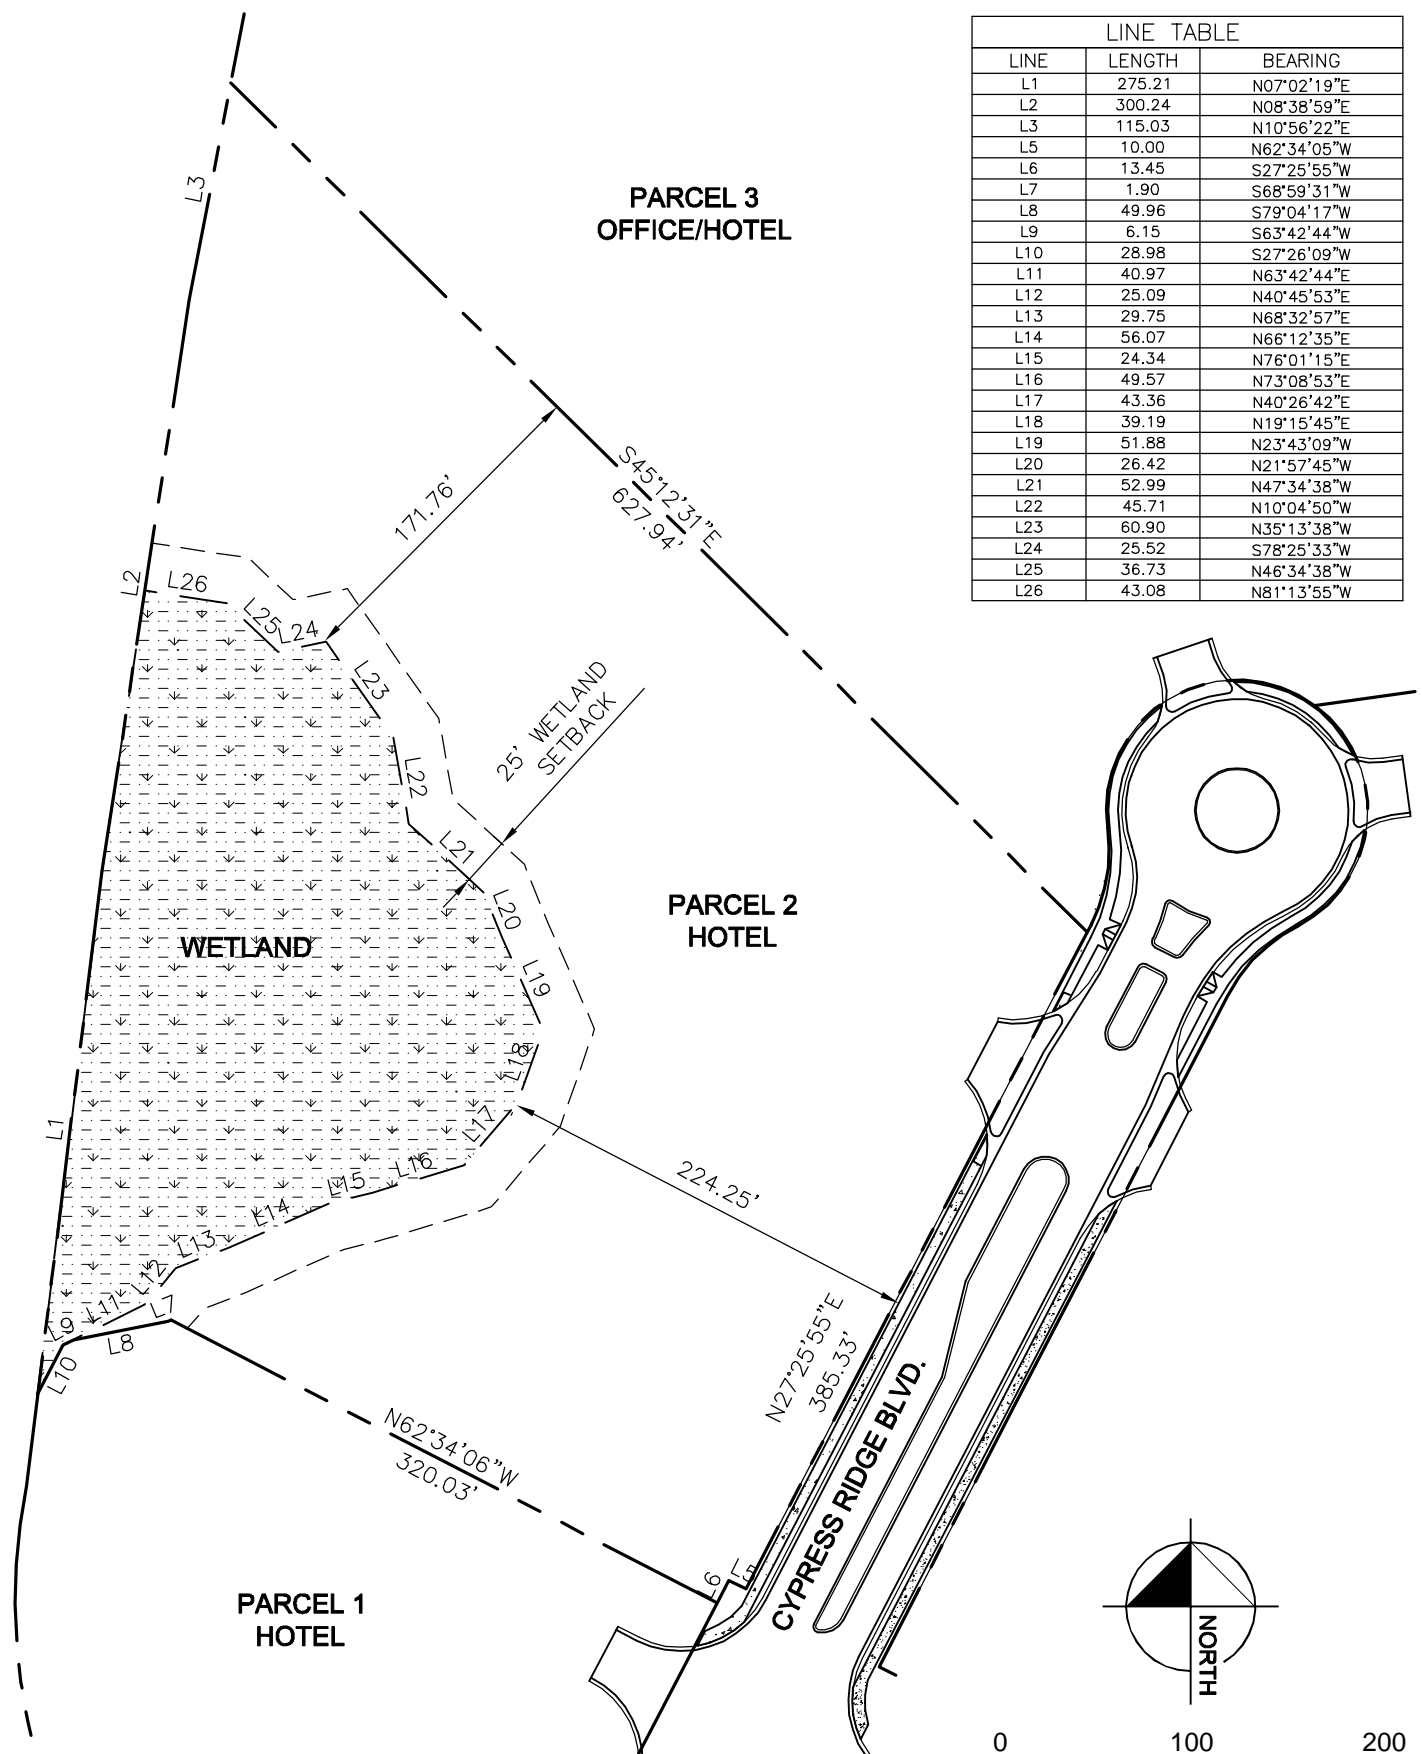 LINE TABLE
LINE LENGTH BEARING
L1 275.21 N07°02'19"E
L2 300.24 N08°38'59"E
L3 115.03 N10°56'22"E
L5 10.00 N62°34'05"W
L6 13.45 S27°25'55"W
L7 1.90 S68°59'31"W
L8 49.96 S79°04'17"W
L9 6.15 S63°42'44"W
L10 28.98 S27°26'09"W
L11 40.97 N63°42'44"E
L12 25.09 N40°45'53"E
L13 29.75 N68°32'57"E
L14 56.07 N66°12'35"E
L15 24.34 N76°01'15"E
L16 49.57 N73°08'53"E
L17 43.36 N40°26'42"E
L18 39.19 N19°15'45"E
L19 51.88 N23°43'09"W
L20 26.42 N21°57'45"W
L21 52.99 N47°34'38"W
L22 45.71 N10°04'50"W
L23 60.90 N35°13'38"W
L24 25.52 S78°25'33"W
L25 36.73 N46°34'38"W
L26 43.08 N81°13'55"W
L3
PARCEL 3
OFFICE/HOTEL
S45°12'31"E
627.94'
171.76'
L2
L26
L25
L24
L23
25' WETLAND
SETBACK
L22
L21
L20
PARCEL 2
HOTEL
WETLAND
L19
L18
L1
L17
L16
L15
L14
L13
L12
L11
L7
L9
L8
L10
224.25'
N27°25'55"E
385.33'
CYPRESS RIDGE BLVD.
N62°34'06"W
320.03'
L6
L5
PARCEL 1
HOTEL
NORTH
0 100 200